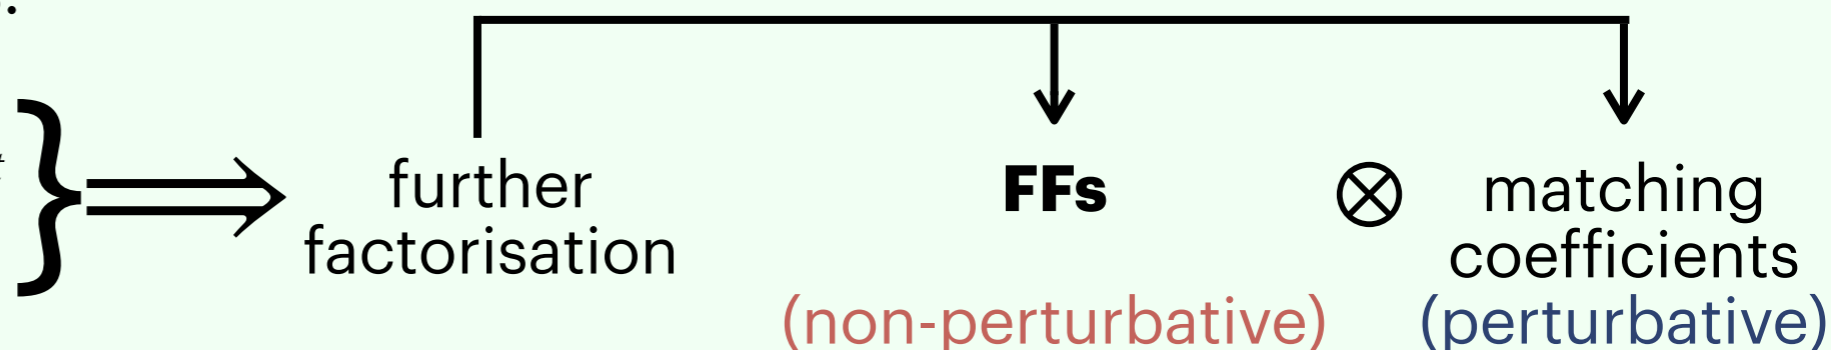 further
factorisation
FFs ⊗ matching
coefficients
(non-perturbative) (perturbative)